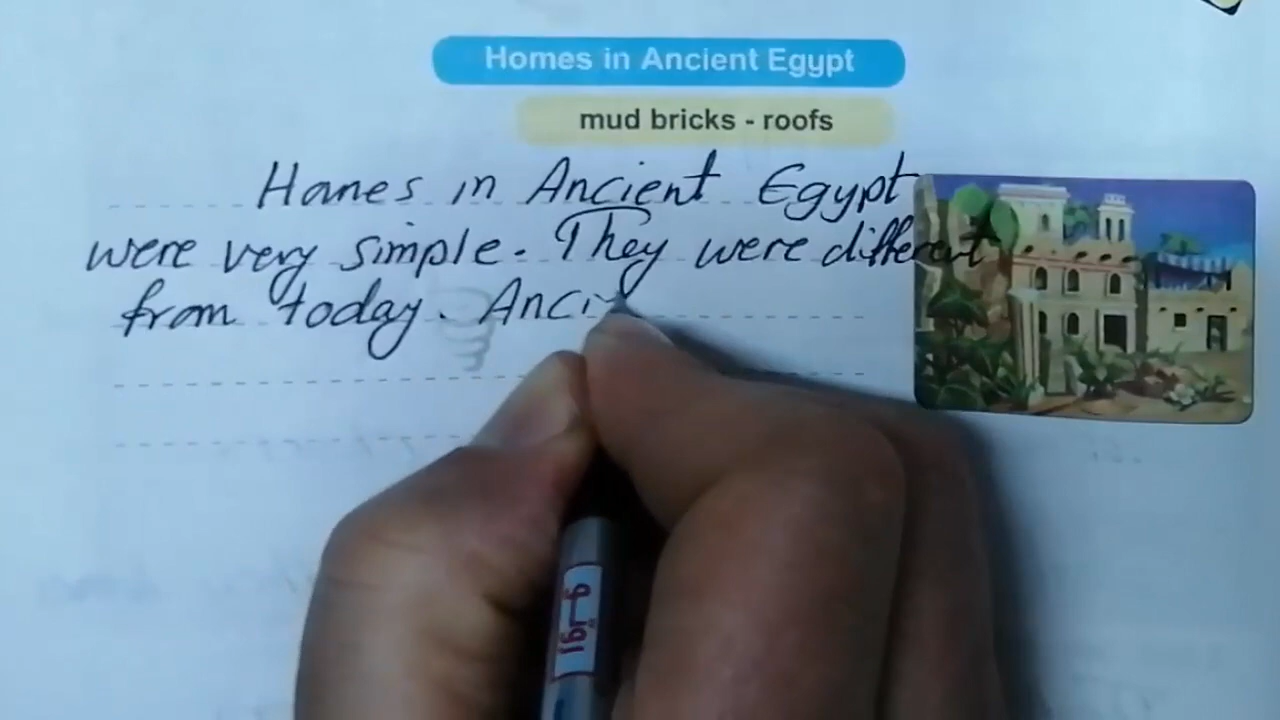 Homes in Ancient Egypt
mud bricks - roofs
Homes in Ancient Egypt
were very simple. They were different
from today. Anci